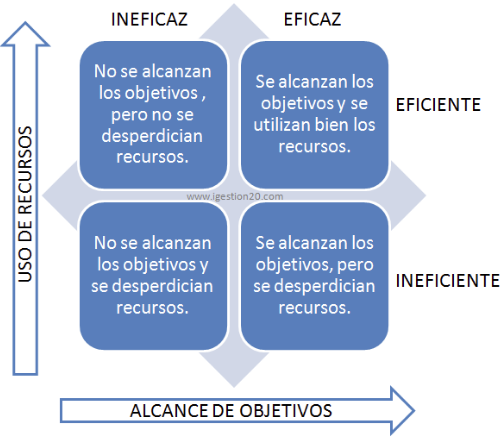 INEFICAZ
EFICAZ
No se alcanzan
los objetivos ,
pero no se
desperdician
recursos.
Se alcanzan los
objetivos y se
utilizan bien los
recursos.
EFICIENTE
USO DE RECURSOS
www.igestion20.com
No se alcanzan
los objetivos y
se desperdician
recursos.
Se alcanzan los
objetivos, pero
se desperdician
recursos.
INEFICIENTE
ALCANCE DE OBJETIVOS